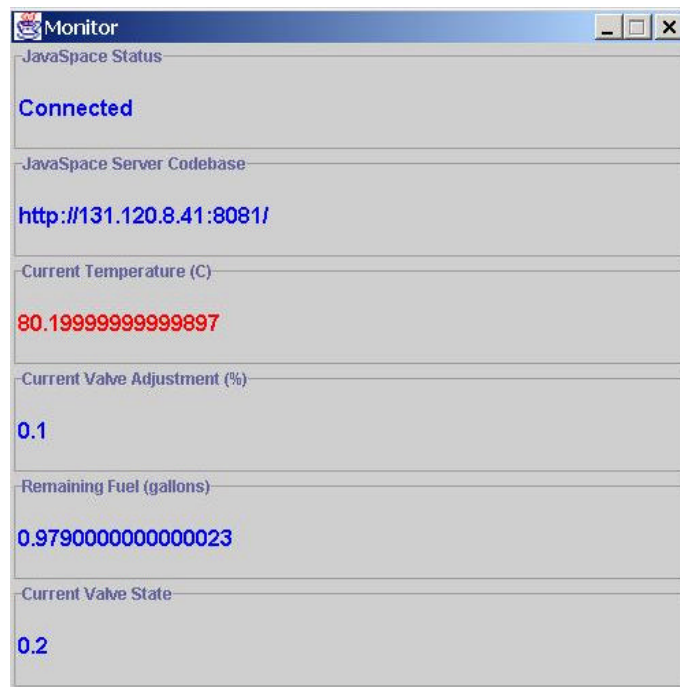 Monitor
JavaSpace Status
Connected
JavaSpace Server Codebase
http://131.120.8.41:8081/
Current Temperature (C)
80.19999999999897
Current Valve Adjustment (%)
0.1
Remaining Fuel (gallons)
0.9790000000000023
Current Valve State
0.2